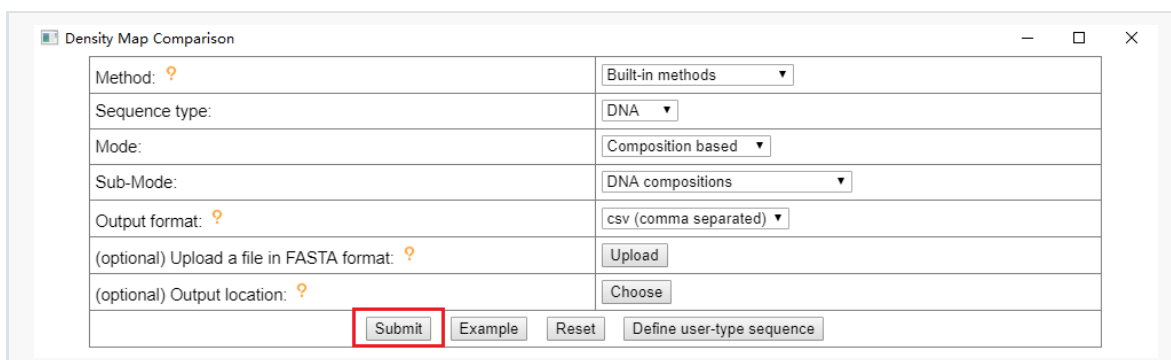 Density Map Comparison
Method: ? Built-in methods
Sequence type: DNA
Mode: Composition based
Sub-Mode: DNA compositions
Output format: ? csv (comma separated)
(optional) Upload a file in FASTA format: ? Upload
(optional) Output location: ? Choose
Submit Example Reset Define user-type sequence